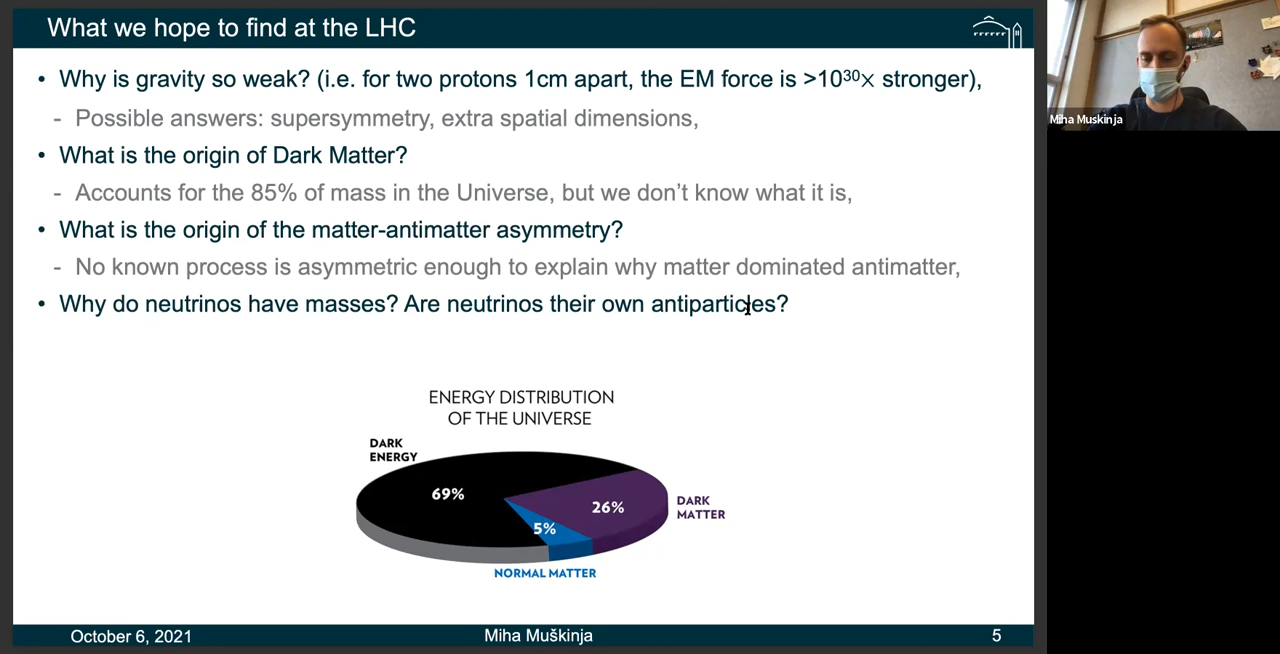 What we hope to find at the LHC
• Why is gravity so weak? (i.e. for two protons 1cm apart, the EM force is >10³⁰× stronger),
- Possible answers: supersymmetry, extra spatial dimensions,
• What is the origin of Dark Matter?
- Accounts for the 85% of mass in the Universe, but we don’t know what it is,
• What is the origin of the matter-antimatter asymmetry?
- No known process is asymmetric enough to explain why matter dominated antimatter,
• Why do neutrinos have masses? Are neutrinos their own antiparticles?
ENERGY DISTRIBUTION
OF THE UNIVERSE
DARK
ENERGY
69%
26%
DARK
MATTER
5%
NORMAL MATTER
October 6, 2021
Miha Muškinja
5
Miha Muskinja